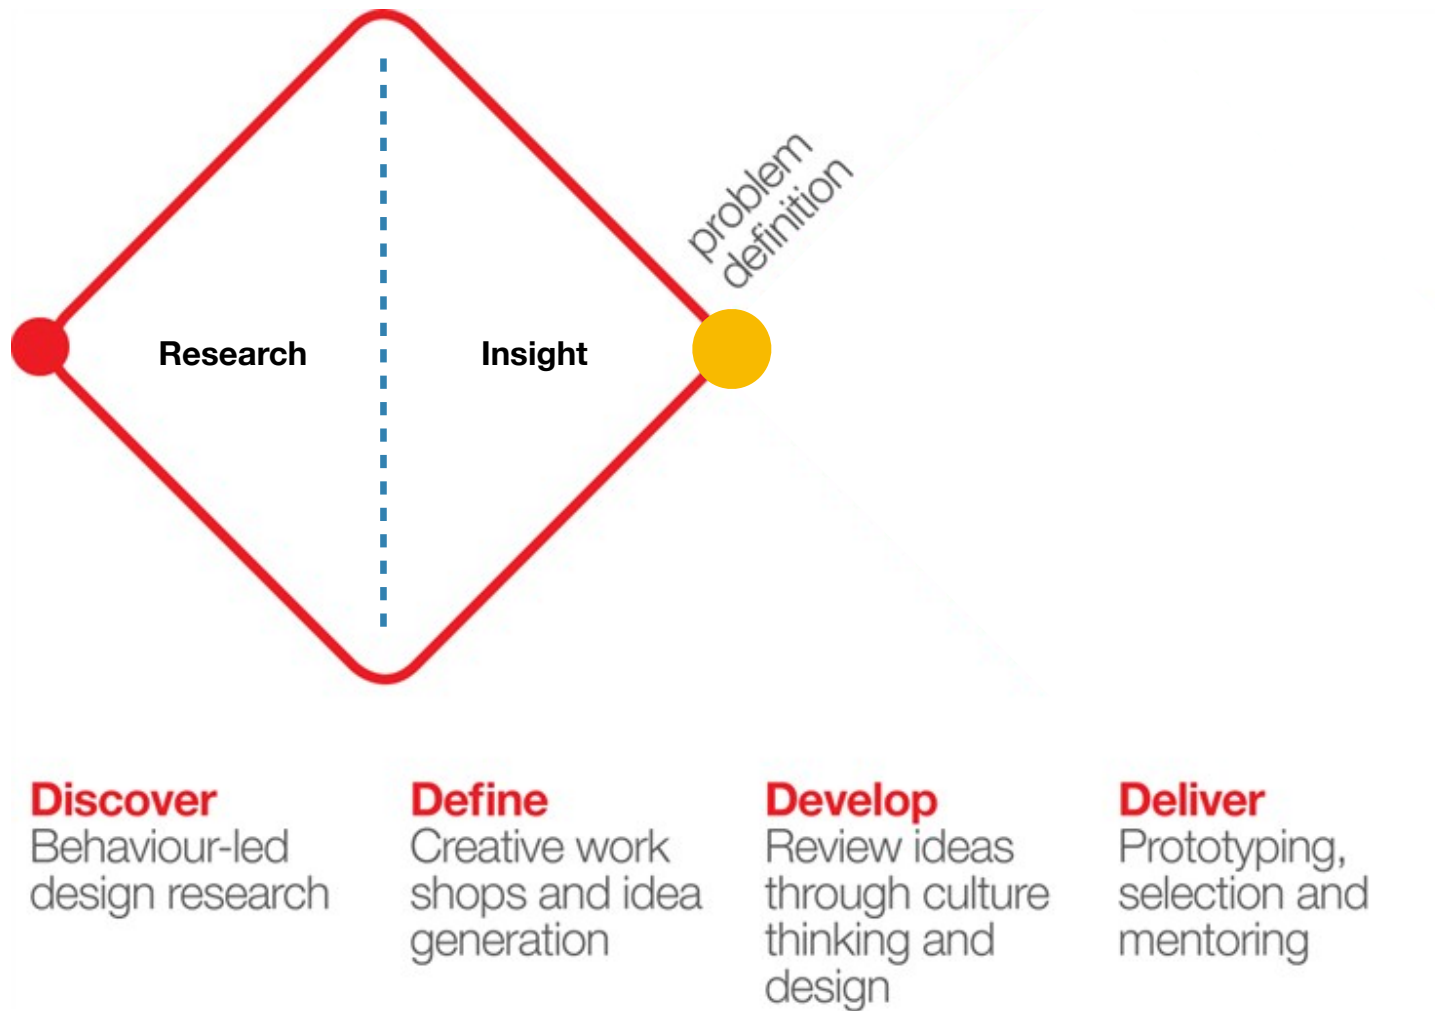 problem
definition
Research
Insight
Discover
Behaviour-led
design research
Define
Creative work
shops and idea
generation
Develop
Review ideas
through culture
thinking and
design
Deliver
Prototyping,
selection and
mentoring